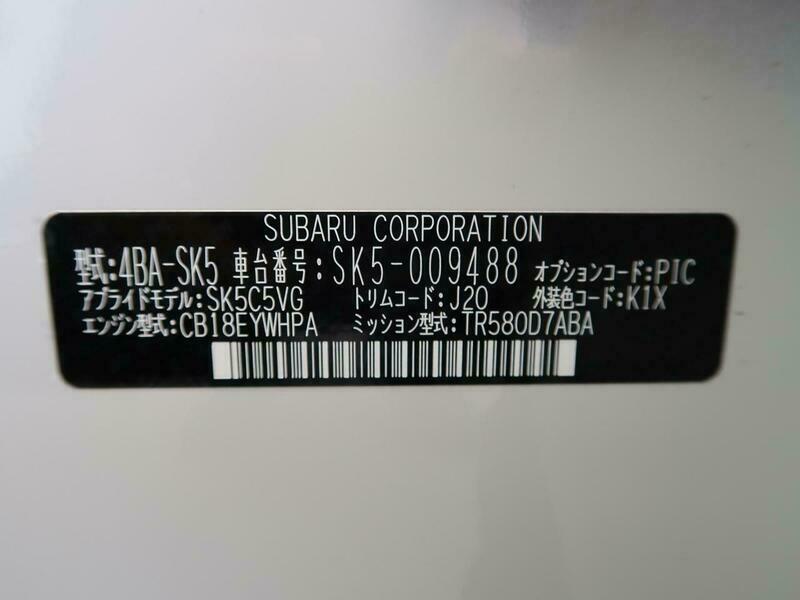 SUBARU CORPORATION
型式:4BA-SK5 車台番号:SK5-009488 オプションコード:PIC
アプライドモデル:SK5C5VG トリムコード:J20 外装色コード:K1X
エンジン型式:CB18EYWHPA ミッション型式:TR580D7ABA